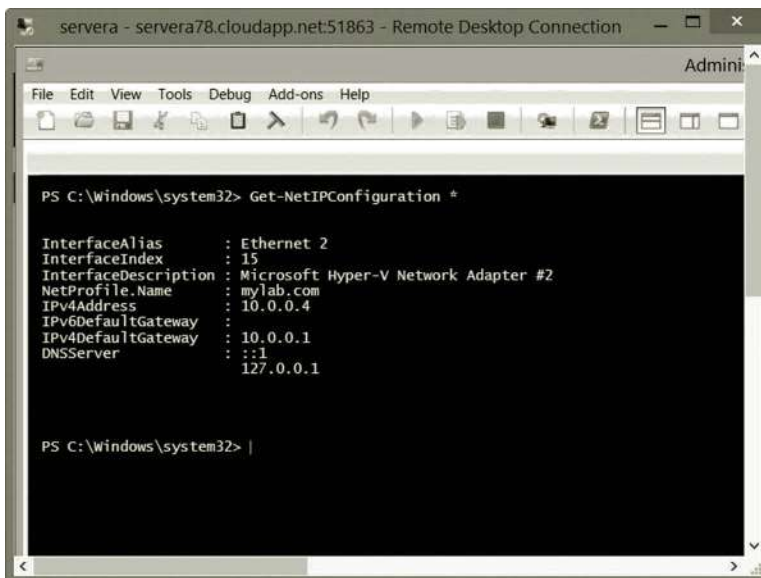 servera - servera78.cloudapp.net:51863 - Remote Desktop Connection
Adminis
File Edit View Tools Debug Add-ons Help
PS C:\Windows\system32> Get-NetIPConfiguration *
InterfaceAlias : Ethernet 2
InterfaceIndex : 15
InterfaceDescription : Microsoft Hyper-V Network Adapter #2
NetProfile.Name : mylab.com
IPv4Address : 10.0.0.4
IPv6DefaultGateway :
IPv4DefaultGateway : 10.0.0.1
DNSServer : ::1
127.0.0.1
PS C:\Windows\system32>